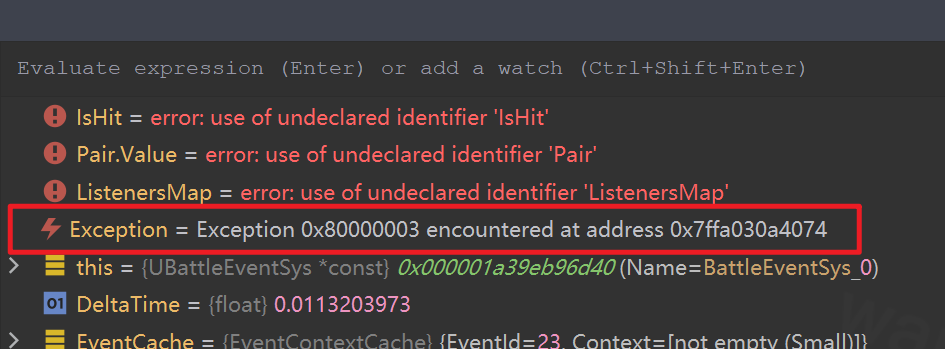 Evaluate expression (Enter) or add a watch (Ctrl+Shift+Enter)
IsHit = error: use of undeclared identifier 'IsHit'
Pair.Value = error: use of undeclared identifier 'Pair'
ListenersMap = error: use of undeclared identifier 'ListenersMap'
Exception = Exception 0x80000003 encountered at address 0x7ffa030a4074
this = {UBattleEventSys *const} 0x000001a39eb96d40 (Name=BattleEventSys_0)
01 DeltaTime = {float} 0.0113203973
EventCache = {EventContextCache} {EventId=23, Context=[not empty (Small)]}